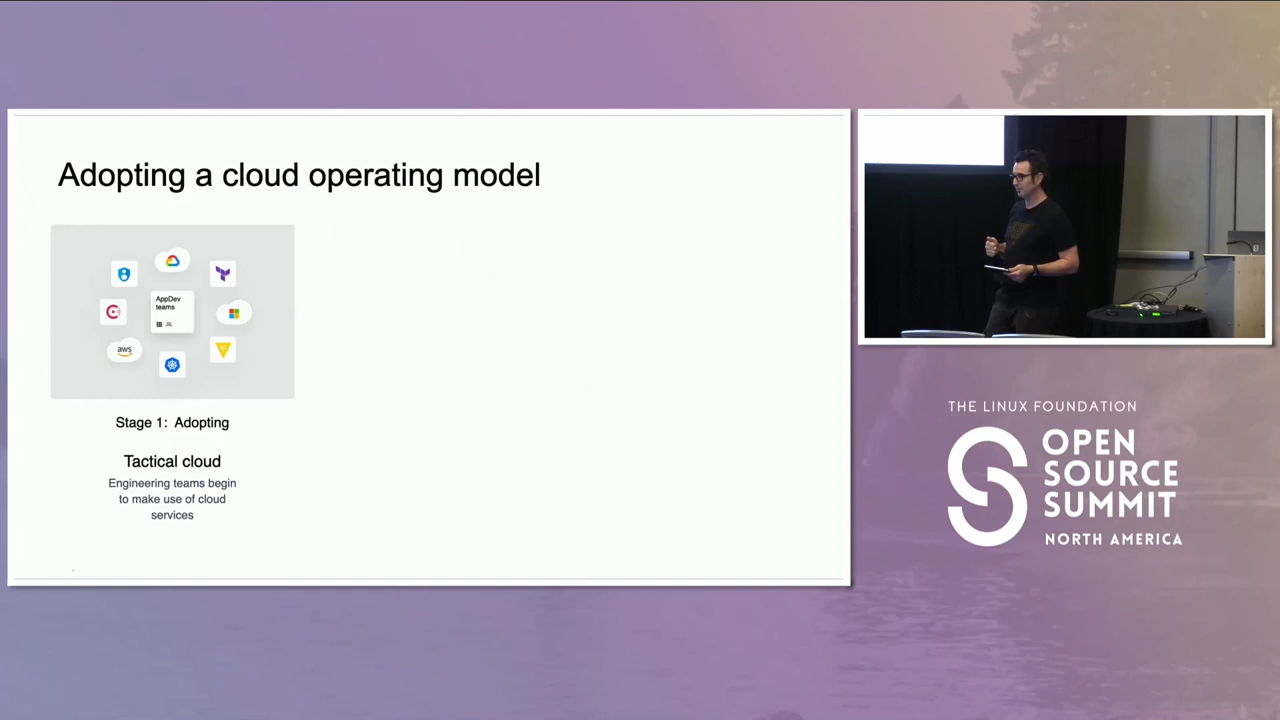 Adopting a cloud operating model
AppDev
teams
aws
Stage 1: Adopting
Tactical cloud
Engineering teams begin
to make use of cloud
services
THE LINUX FOUNDATION
OPEN
SOURCE
SUMMIT
NORTH AMERICA